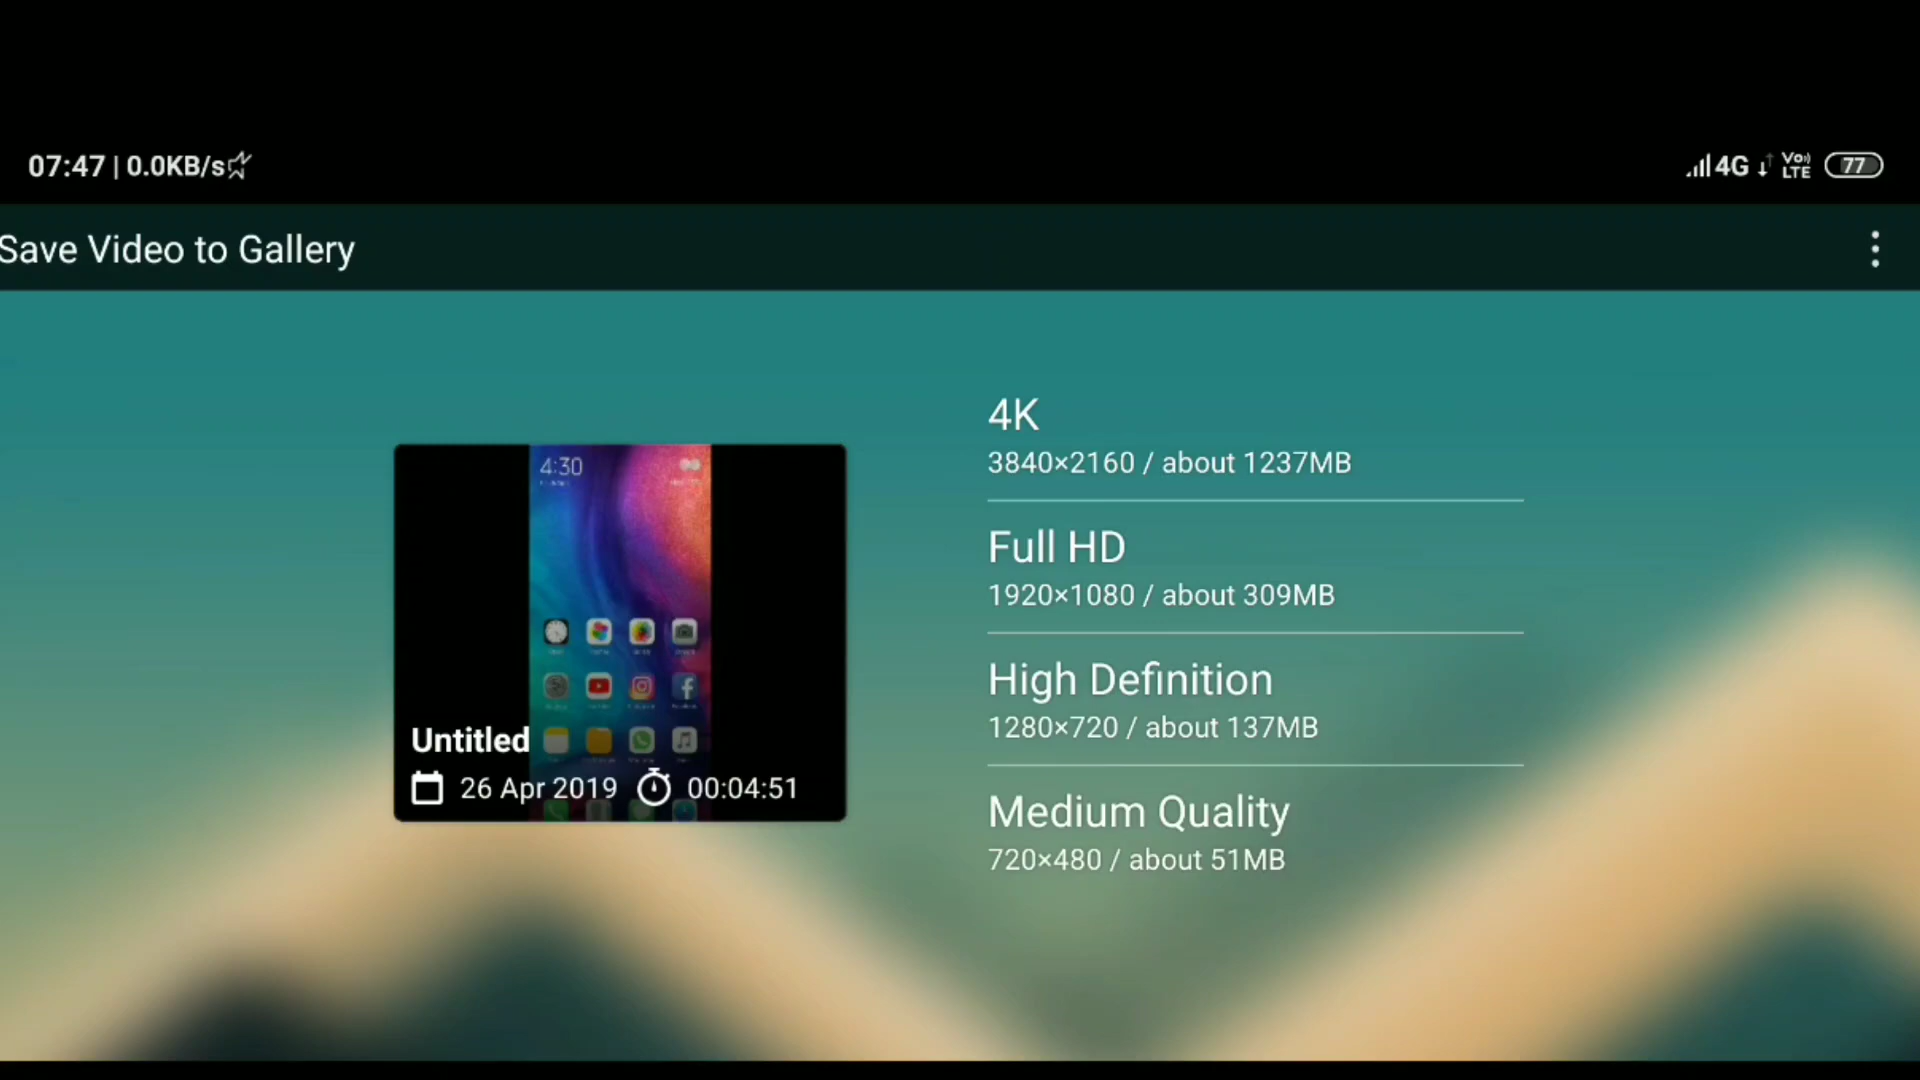 07:47 | 0.0KB/s
4G Vo LTE 77
Save Video to Gallery
4:30
Untitled
26 Apr 2019 00:04:51
4K
3840×2160 / about 1237MB
Full HD
1920×1080 / about 309MB
High Definition
1280×720 / about 137MB
Medium Quality
720×480 / about 51MB